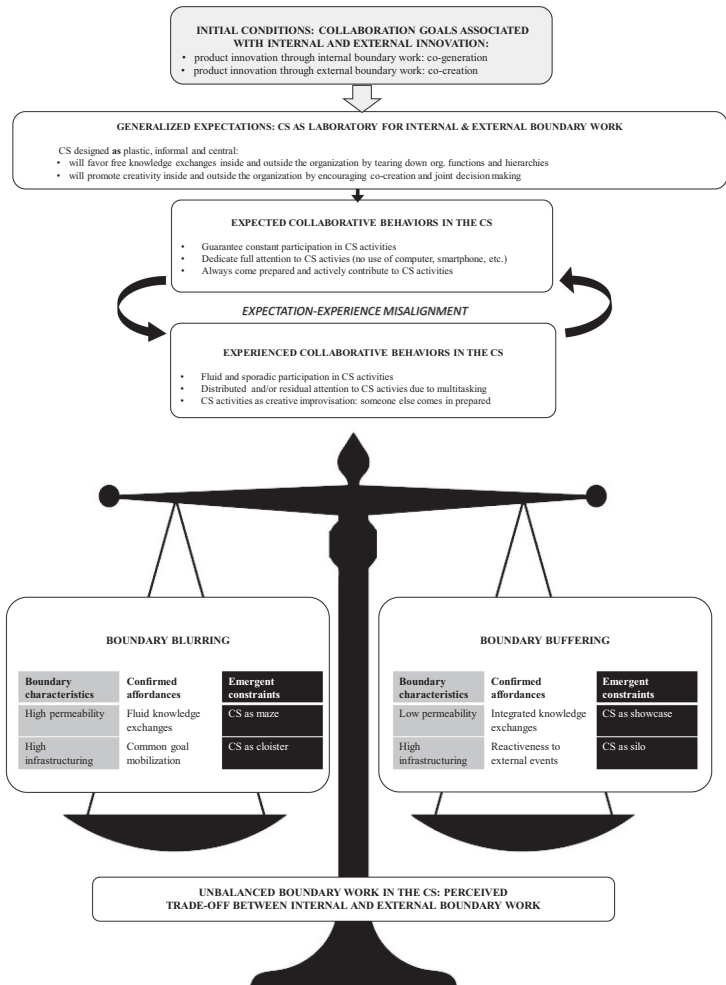 INITIAL CONDITIONS: COLLABORATION GOALS ASSOCIATED
WITH INTERNAL AND EXTERNAL INNOVATION:
• product innovation through internal boundary work: co-generation
• product innovation through external boundary work: co-creation
GENERALIZED EXPECTATIONS: CS AS LABORATORY FOR INTERNAL & EXTERNAL BOUNDARY WORK
CS designed as plastic, informal and central:
• will favor free knowledge exchanges inside and outside the organization by tearing down org. functions and hierarchies
• will promote creativity inside and outside the organization by encouraging co-creation and joint decision making
EXPECTED COLLABORATIVE BEHAVIORS IN THE CS
• Guarantee constant participation in CS activities
• Dedicate full attention to CS activies (no use of computer, smartphone, etc.)
• Always come prepared and actively contribute to CS activities
EXPECTATION-EXPERIENCE MISALIGNMENT
EXPERIENCED COLLABORATIVE BEHAVIORS IN THE CS
• Fluid and sporadic participation in CS activities
• Distributed and/or residual attention to CS activies due to multitasking
• CS activities as creative improvisation: someone else comes in prepared
BOUNDARY BLURRING
Boundary characteristics
Confirmed affordances
Emergent constraints
High permeability
Fluid knowledge exchanges
CS as maze
High infrastructuring
Common goal mobilization
CS as cloister
BOUNDARY BUFFERING
Boundary characteristics
Confirmed affordances
Emergent constraints
Low permeability
Integrated knowledge exchanges
CS as showcase
High infrastructuring
Reactiveness to external events
CS as silo
UNBALANCED BOUNDARY WORK IN THE CS: PERCEIVED
TRADE-OFF BETWEEN INTERNAL AND EXTERNAL BOUNDARY WORK